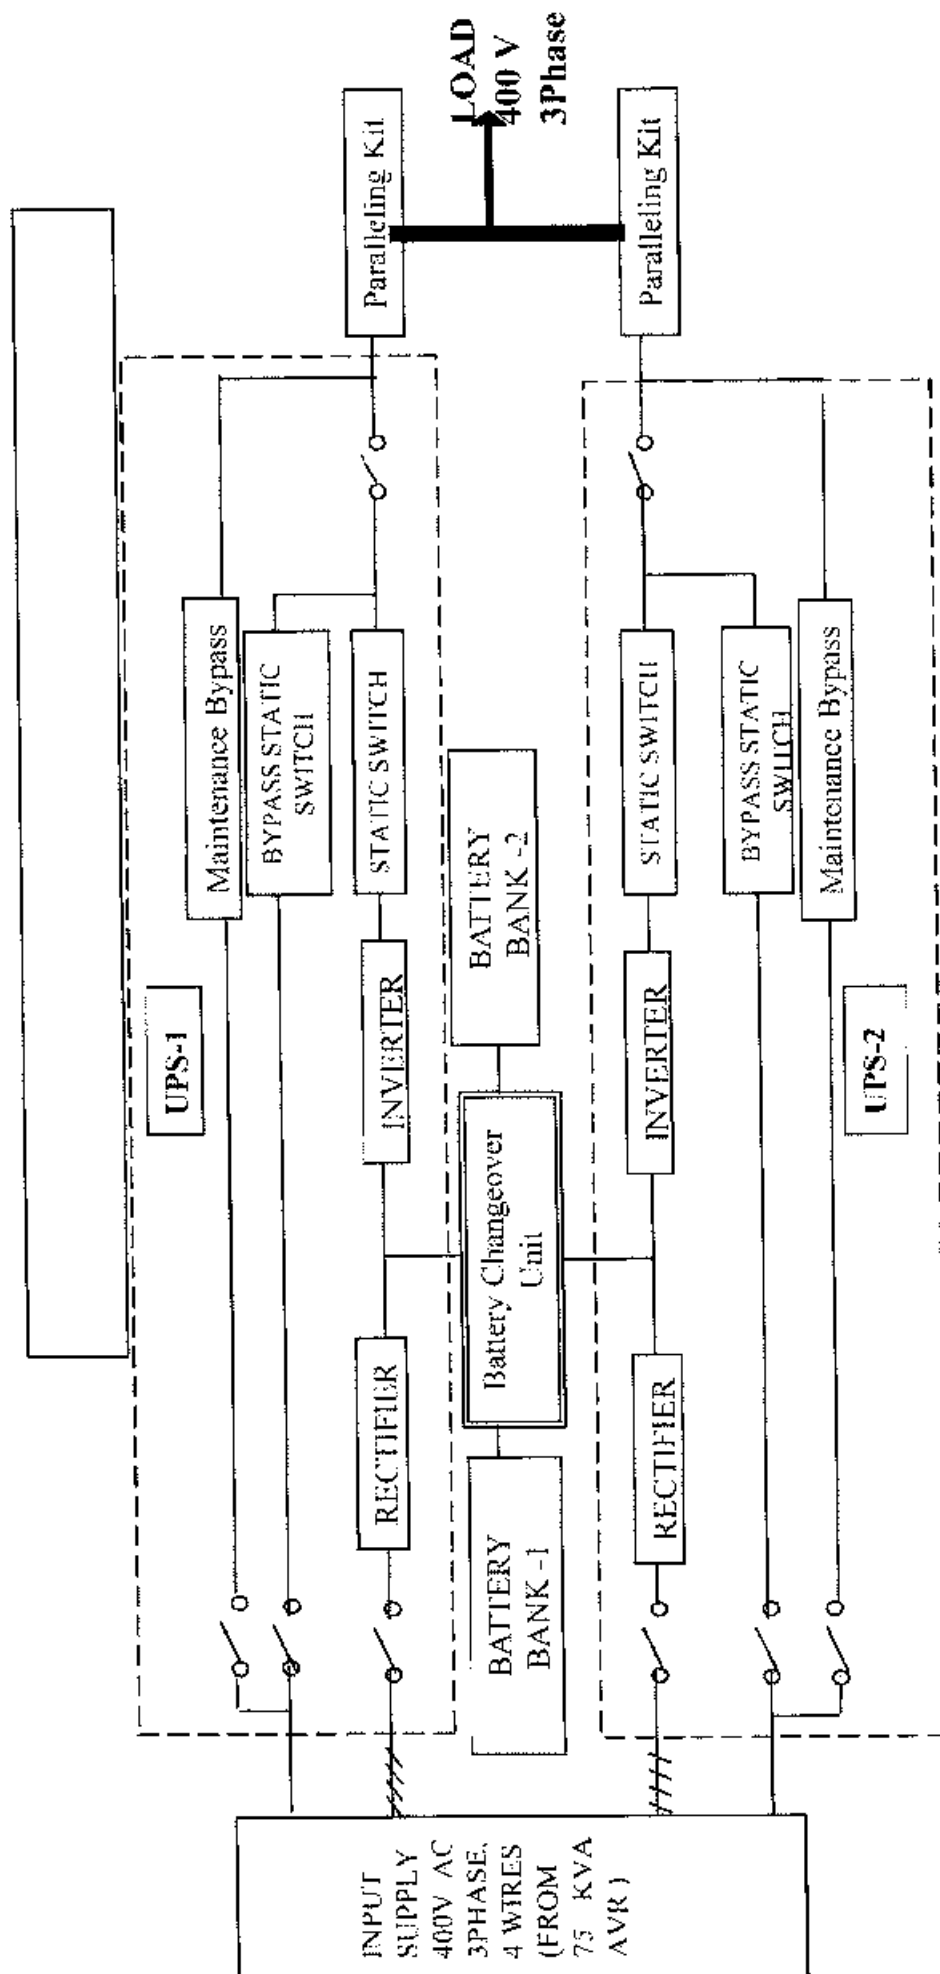 UPS-1
Maintenance Bypass
BYPASS STATIC
SWITCH
RECTIFIER
INVERTER
STATIC SWITCH
Paralleling Kit
INPUT
SUPPLY
400V AC
3PHASE,
4 WIRES
(FROM
75 KVA
AVR )
BATTERY
BANK -1
Battery Changeover
Unit
BATTERY
BANK -2
LOAD
400 V
3Phase
RECTIFIER
INVERTER
STATIC SWITCH
Paralleling Kit
BYPASS STATIC
SWITCH
Maintenance Bypass
UPS-2